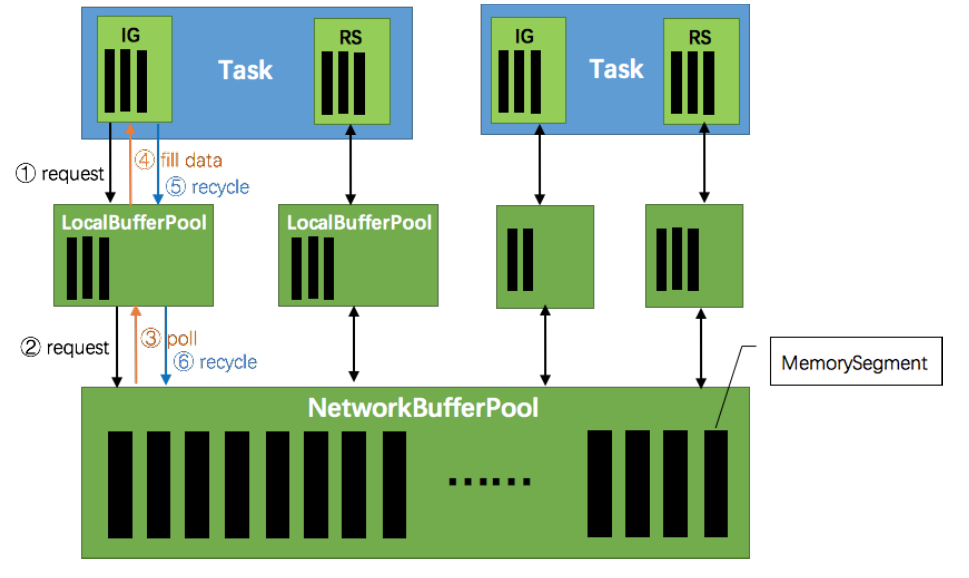 IG
RS
Task
IG
RS
Task
① request
④ fill data
⑤ recycle
LocalBufferPool
LocalBufferPool
② request
③ poll
⑥ recycle
MemorySegment
NetworkBufferPool
……